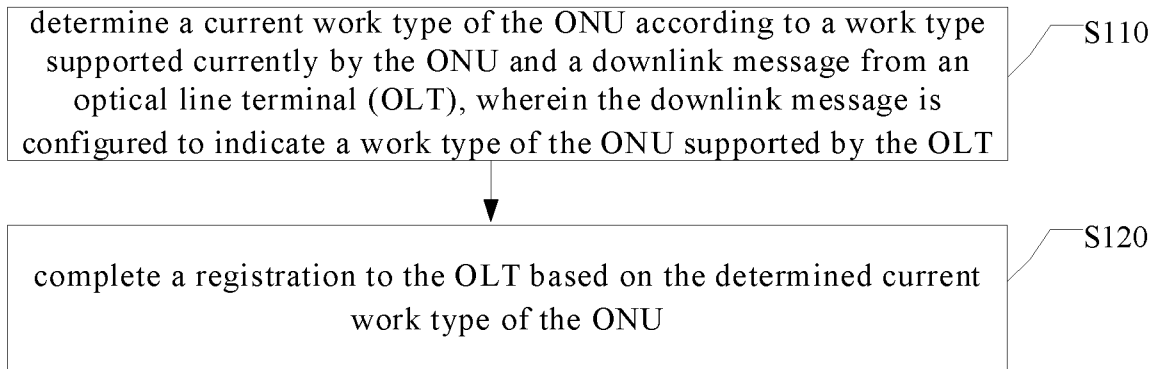 determine a current work type of the ONU according to a work type
supported currently by the ONU and a downlink message from an
optical line terminal (OLT), wherein the downlink message is
configured to indicate a work type of the ONU supported by the OLT
S110
complete a registration to the OLT based on the determined current
work type of the ONU
S120